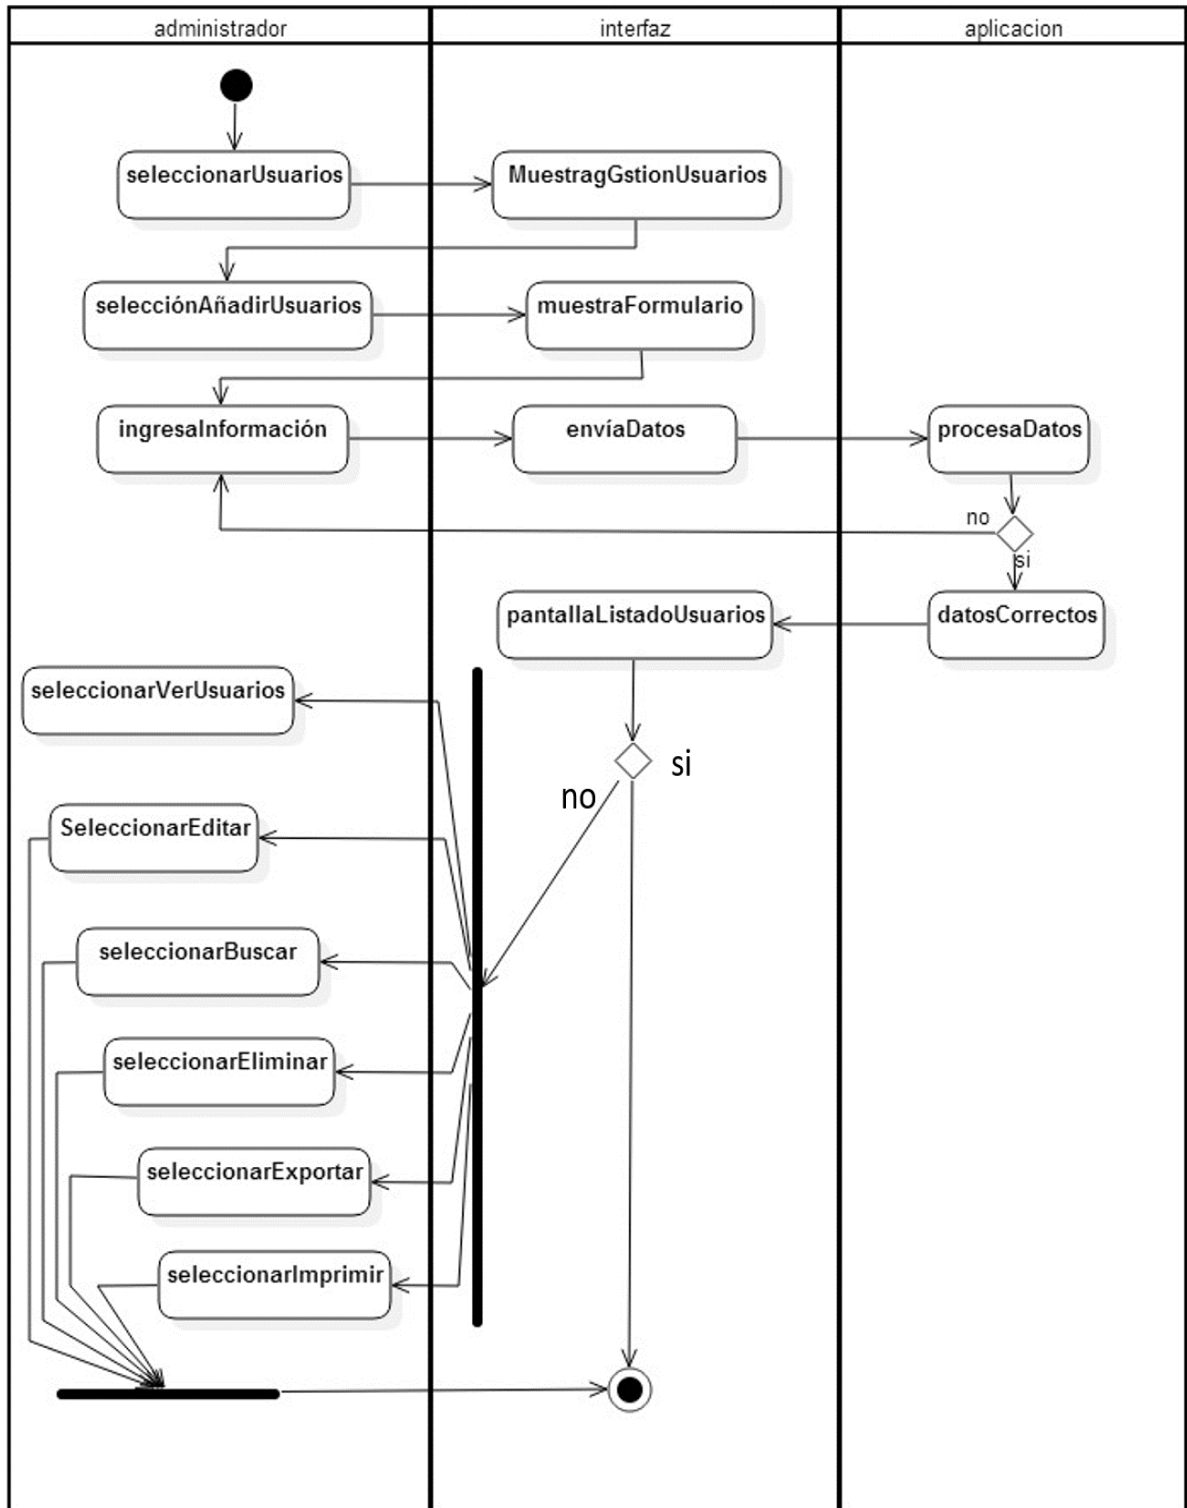 administrador
interfaz
aplicacion
seleccionarUsuarios
MuestragGstionUsuarios
selecciónAñadirUsuarios
muestraFormulario
ingresaInformación
envíaDatos
procesaDatos
no
si
pantallaListadoUsuarios
datosCorrectos
seleccionarVerUsuarios
si
no
SeleccionarEditar
seleccionarBuscar
seleccionarEliminar
seleccionarExportar
seleccionarImprimir